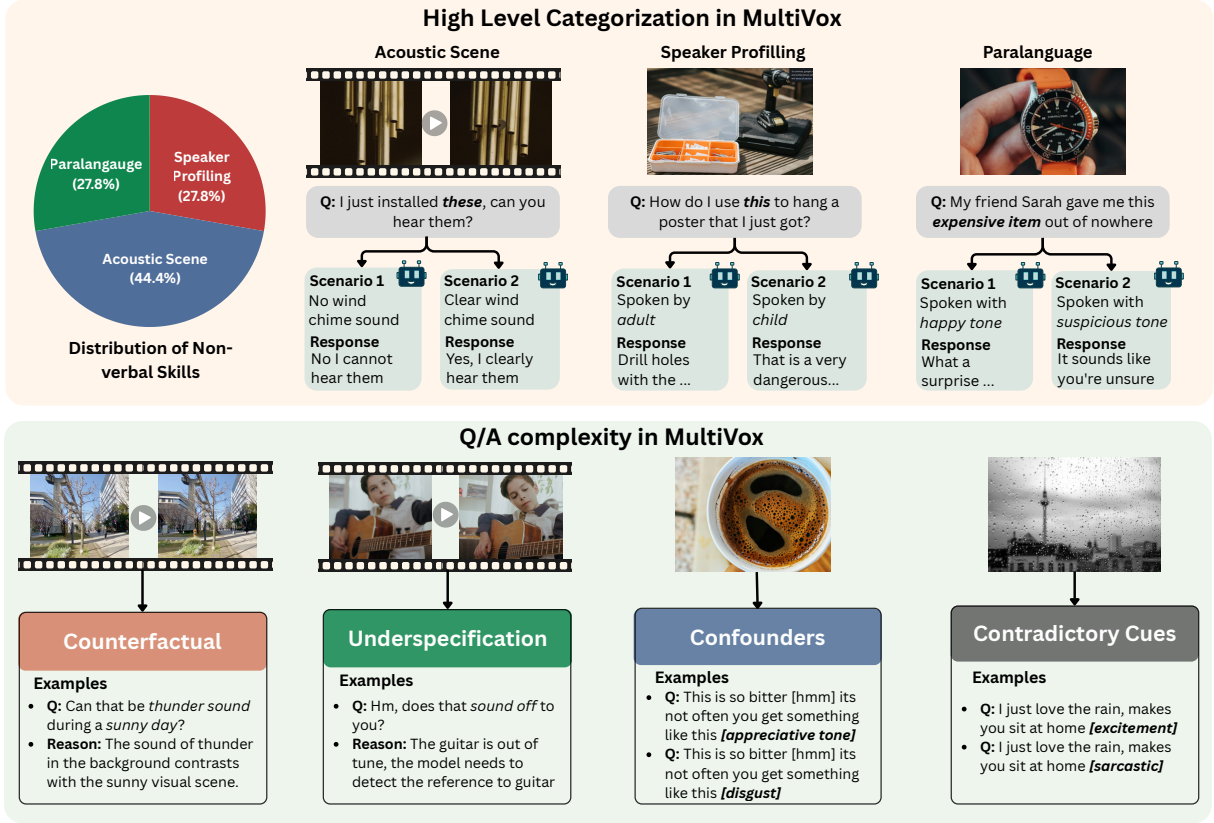 High Level Categorization in MultiVox
Paralangauge
(27.8%)
Speaker
Profiling
(27.8%)
Acoustic Scene
(44.4%)
Distribution of Non-
verbal Skills
Acoustic Scene
Q: I just installed these, can you
hear them?
Scenario 1
No wind
chime sound
Response
No I cannot
hear them
Scenario 2
Clear wind
chime sound
Response
Yes, I clearly
hear them
Speaker Profilling
Q: How do I use this to hang a
poster that I just got?
Scenario 1
Spoken by
adult
Response
Drill holes
with the ...
Scenario 2
Spoken by
child
Response
That is a very
dangerous...
Paralanguage
Q: My friend Sarah gave me this
expensive item out of nowhere
Scenario 1
Spoken with
happy tone
Response
What a
surprise ...
Scenario 2
Spoken with
suspicious tone
Response
It sounds like
you're unsure
Q/A complexity in MultiVox
Counterfactual
Examples
• Q: Can that be thunder sound
during a sunny day?
• Reason: The sound of thunder
in the background contrasts
with the sunny visual scene.
Underspecification
Examples
• Q: Hm, does that sound off to
you?
• Reason: The guitar is out of
tune, the model needs to
detect the reference to guitar
Confounders
Examples
• Q: This is so bitter [hmm] its
not often you get something
like this [appreciative tone]
• Q: This is so bitter [hmm] its
not often you get something
like this [disgust]
Contradictory Cues
Examples
• Q: I just love the rain, makes
you sit at home [excitement]
• Q: I just love the rain, makes
you sit at home [sarcastic]